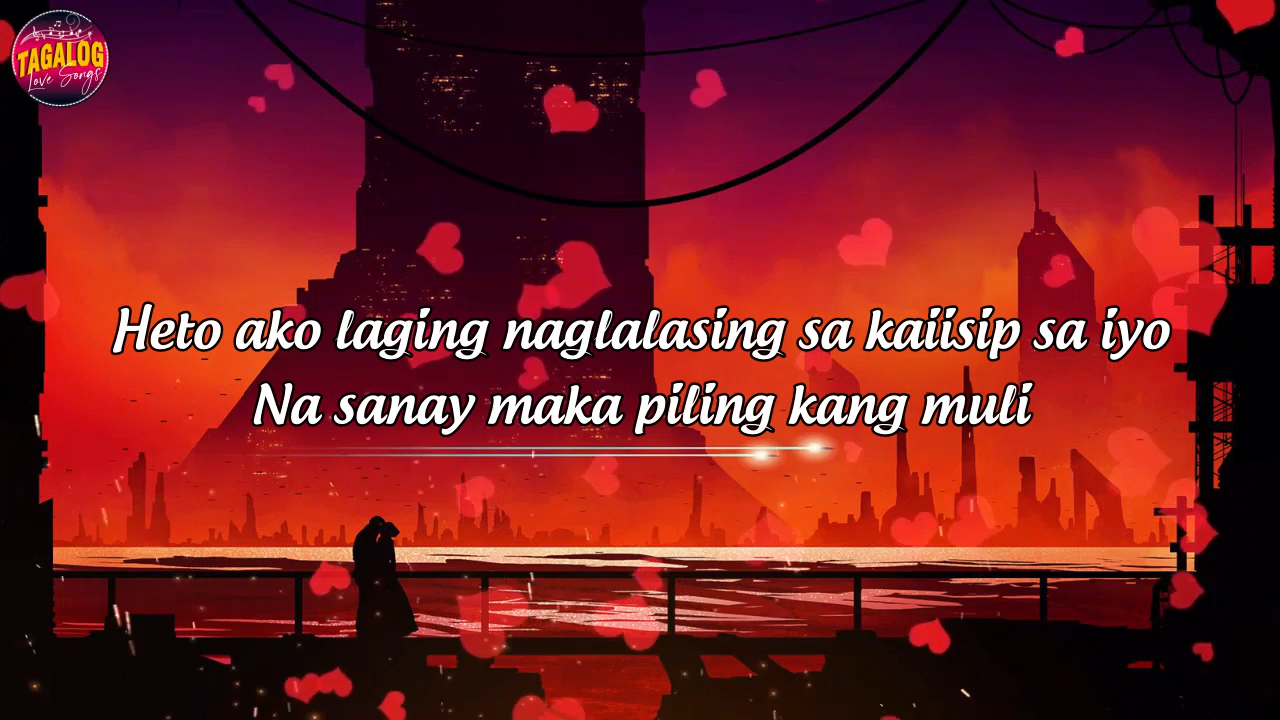 TAGALOG
Love Songs
Heto ako laging naglalasing sa kaiisip sa iyo
Na sanay maka piling kang muli